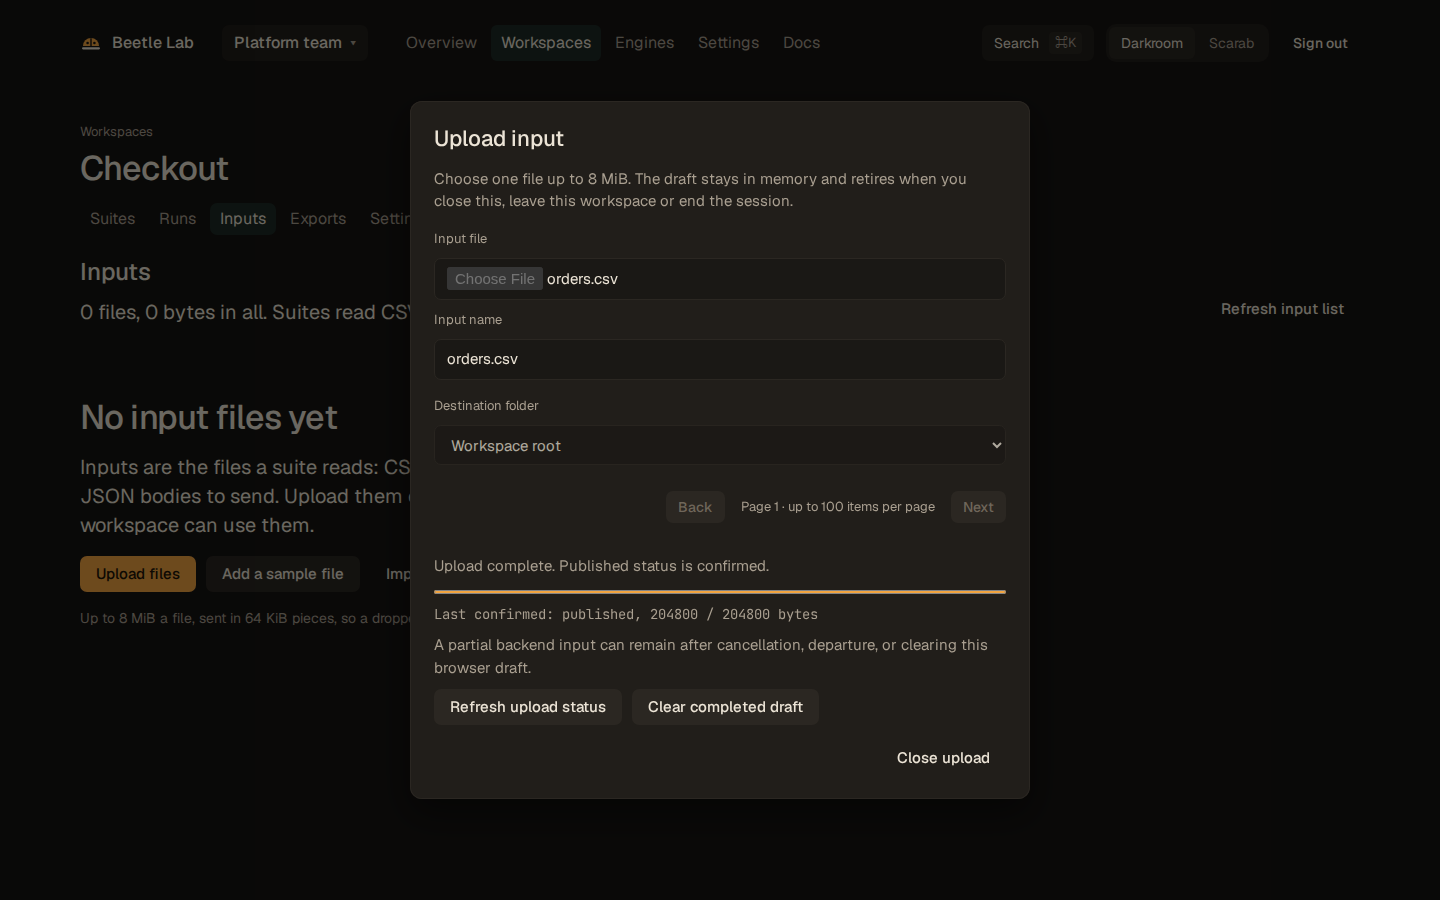 Beetle Lab
Platform team
Overview
Workspaces
Engines
Settings
Docs
Search ⌘K
Darkroom
Scarab
Sign out
Workspaces
Checkout
Suites
Runs
Inputs
Exports
Inputs
0 files, 0 bytes in all. Suites read
Refresh input list
No input files yet
Inputs are the files a suite reads:
JSON bodies to send. Upload them
workspace can use them.
Upload files
Add a sample file
Up to 8 MiB a file, sent in 64 KiB pieces, so a
Upload input
Choose one file up to 8 MiB. The draft stays in memory and retires when you
close this, leave this workspace or end the session.
Input file
Choose File orders.csv
Input name
orders.csv
Destination folder
Workspace root
Back
Page 1 · up to 100 items per page
Next
Upload complete. Published status is confirmed.
Last confirmed: published, 204800 / 204800 bytes
A partial backend input can remain after cancellation, departure, or clearing this
browser draft.
Refresh upload status
Clear completed draft
Close upload